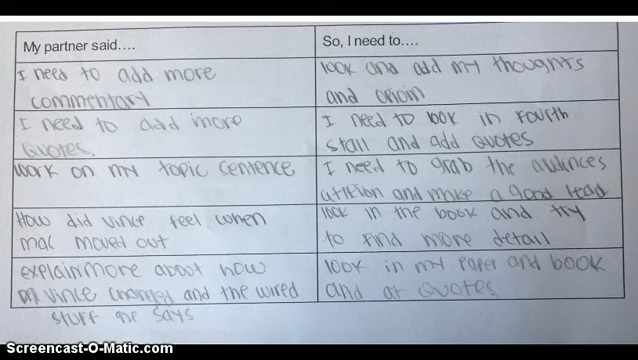 My partner said....
So, I need to....
I need to add more
commentary
look and add my thoughts
and opioin
I need to add more
Quotes.
I need to look in Fourth
stall and add Quotes
work on my topic sentence
I need to grab the audinces
and make a good lead
How did vince feel when
mac moved out
look in the book and try
to find more detail
explain more about how
vince changed and the wired
stuff he says
look in my paper and book
and at Quotes.
Screencast-O-Matic.com